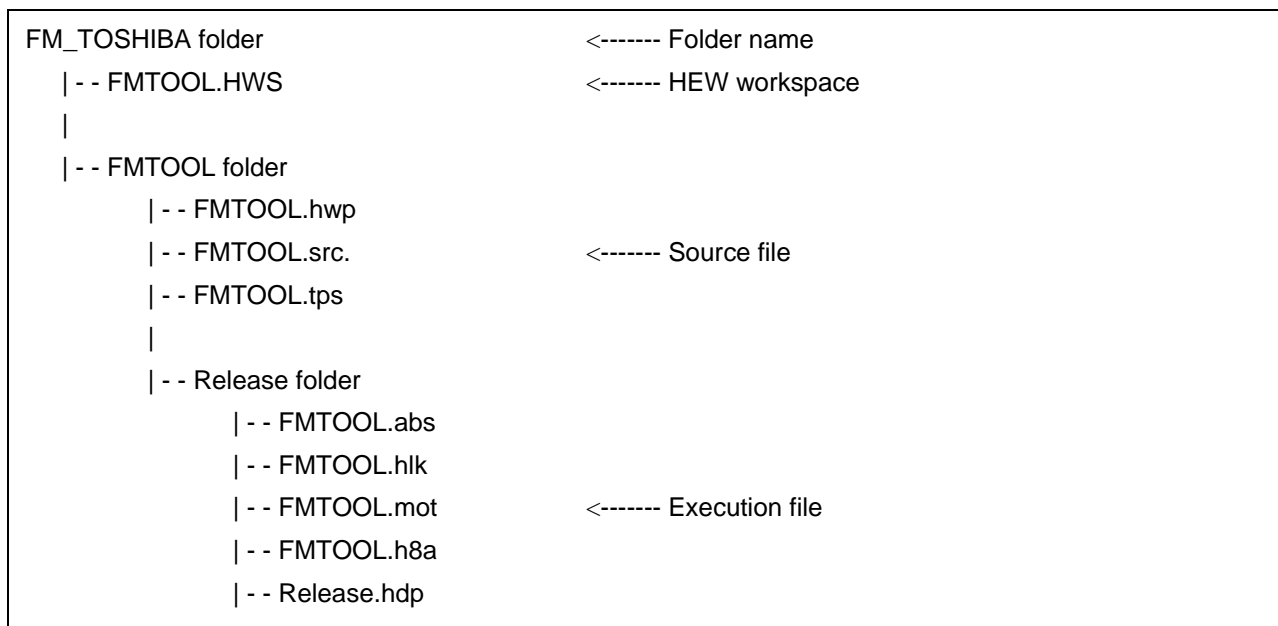 FM_TOSHIBA folder <------- Folder name
|- - FMTOOL.HWS <------- HEW workspace
|
|- - FMTOOL folder
|- - FMTOOL.hwp
|- - FMTOOL.src. <------- Source file
|- - FMTOOL.tps
|
|- - Release folder
|- - FMTOOL.abs
|- - FMTOOL.hlk
|- - FMTOOL.mot <------- Execution file
|- - FMTOOL.h8a
|- - Release.hdp